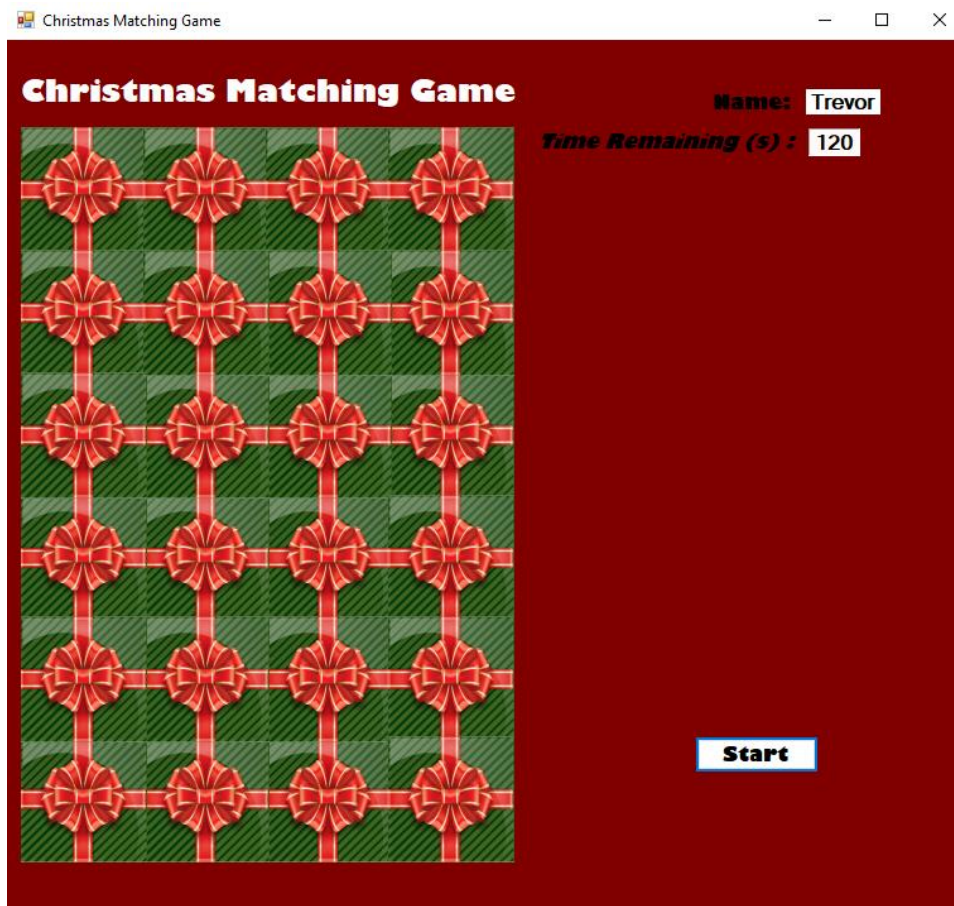 Christmas Matching Game
Christmas Matching Game
Name: Trevor
Time Remaining (s) : 120
Start